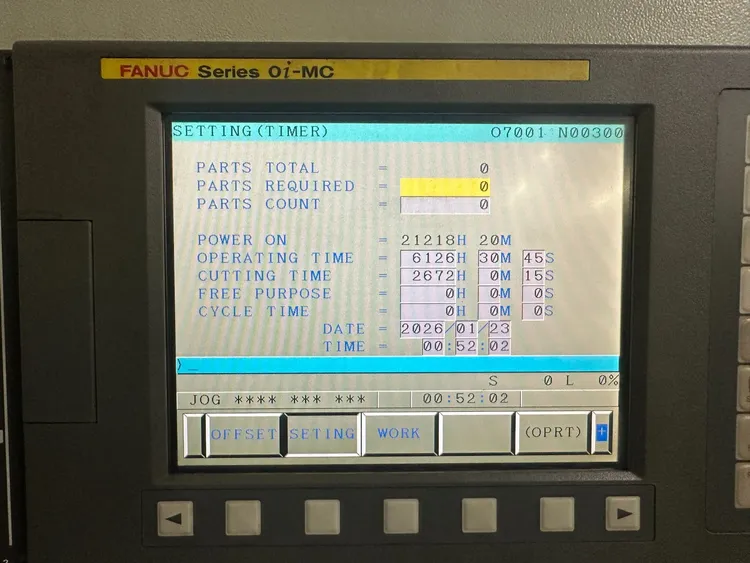 FANUC Series 0i-MC
SETTING(TIMER) O7001 N00300
PARTS TOTAL = 0
PARTS REQUIRED = 0
PARTS COUNT = 0
POWER ON = 21218H 20M
OPERATING TIME = 6126H 30M 45S
CUTTING TIME = 2672H 0M 15S
FREE PURPOSE = 0H 0M 0S
CYCLE TIME = 0H 0M 0S
DATE = 2026/01/23
TIME = 00:52:02
>_
S 0 L 0%
JOG **** *** *** 00:52:02
OFFSET SETING WORK (OPRT) +